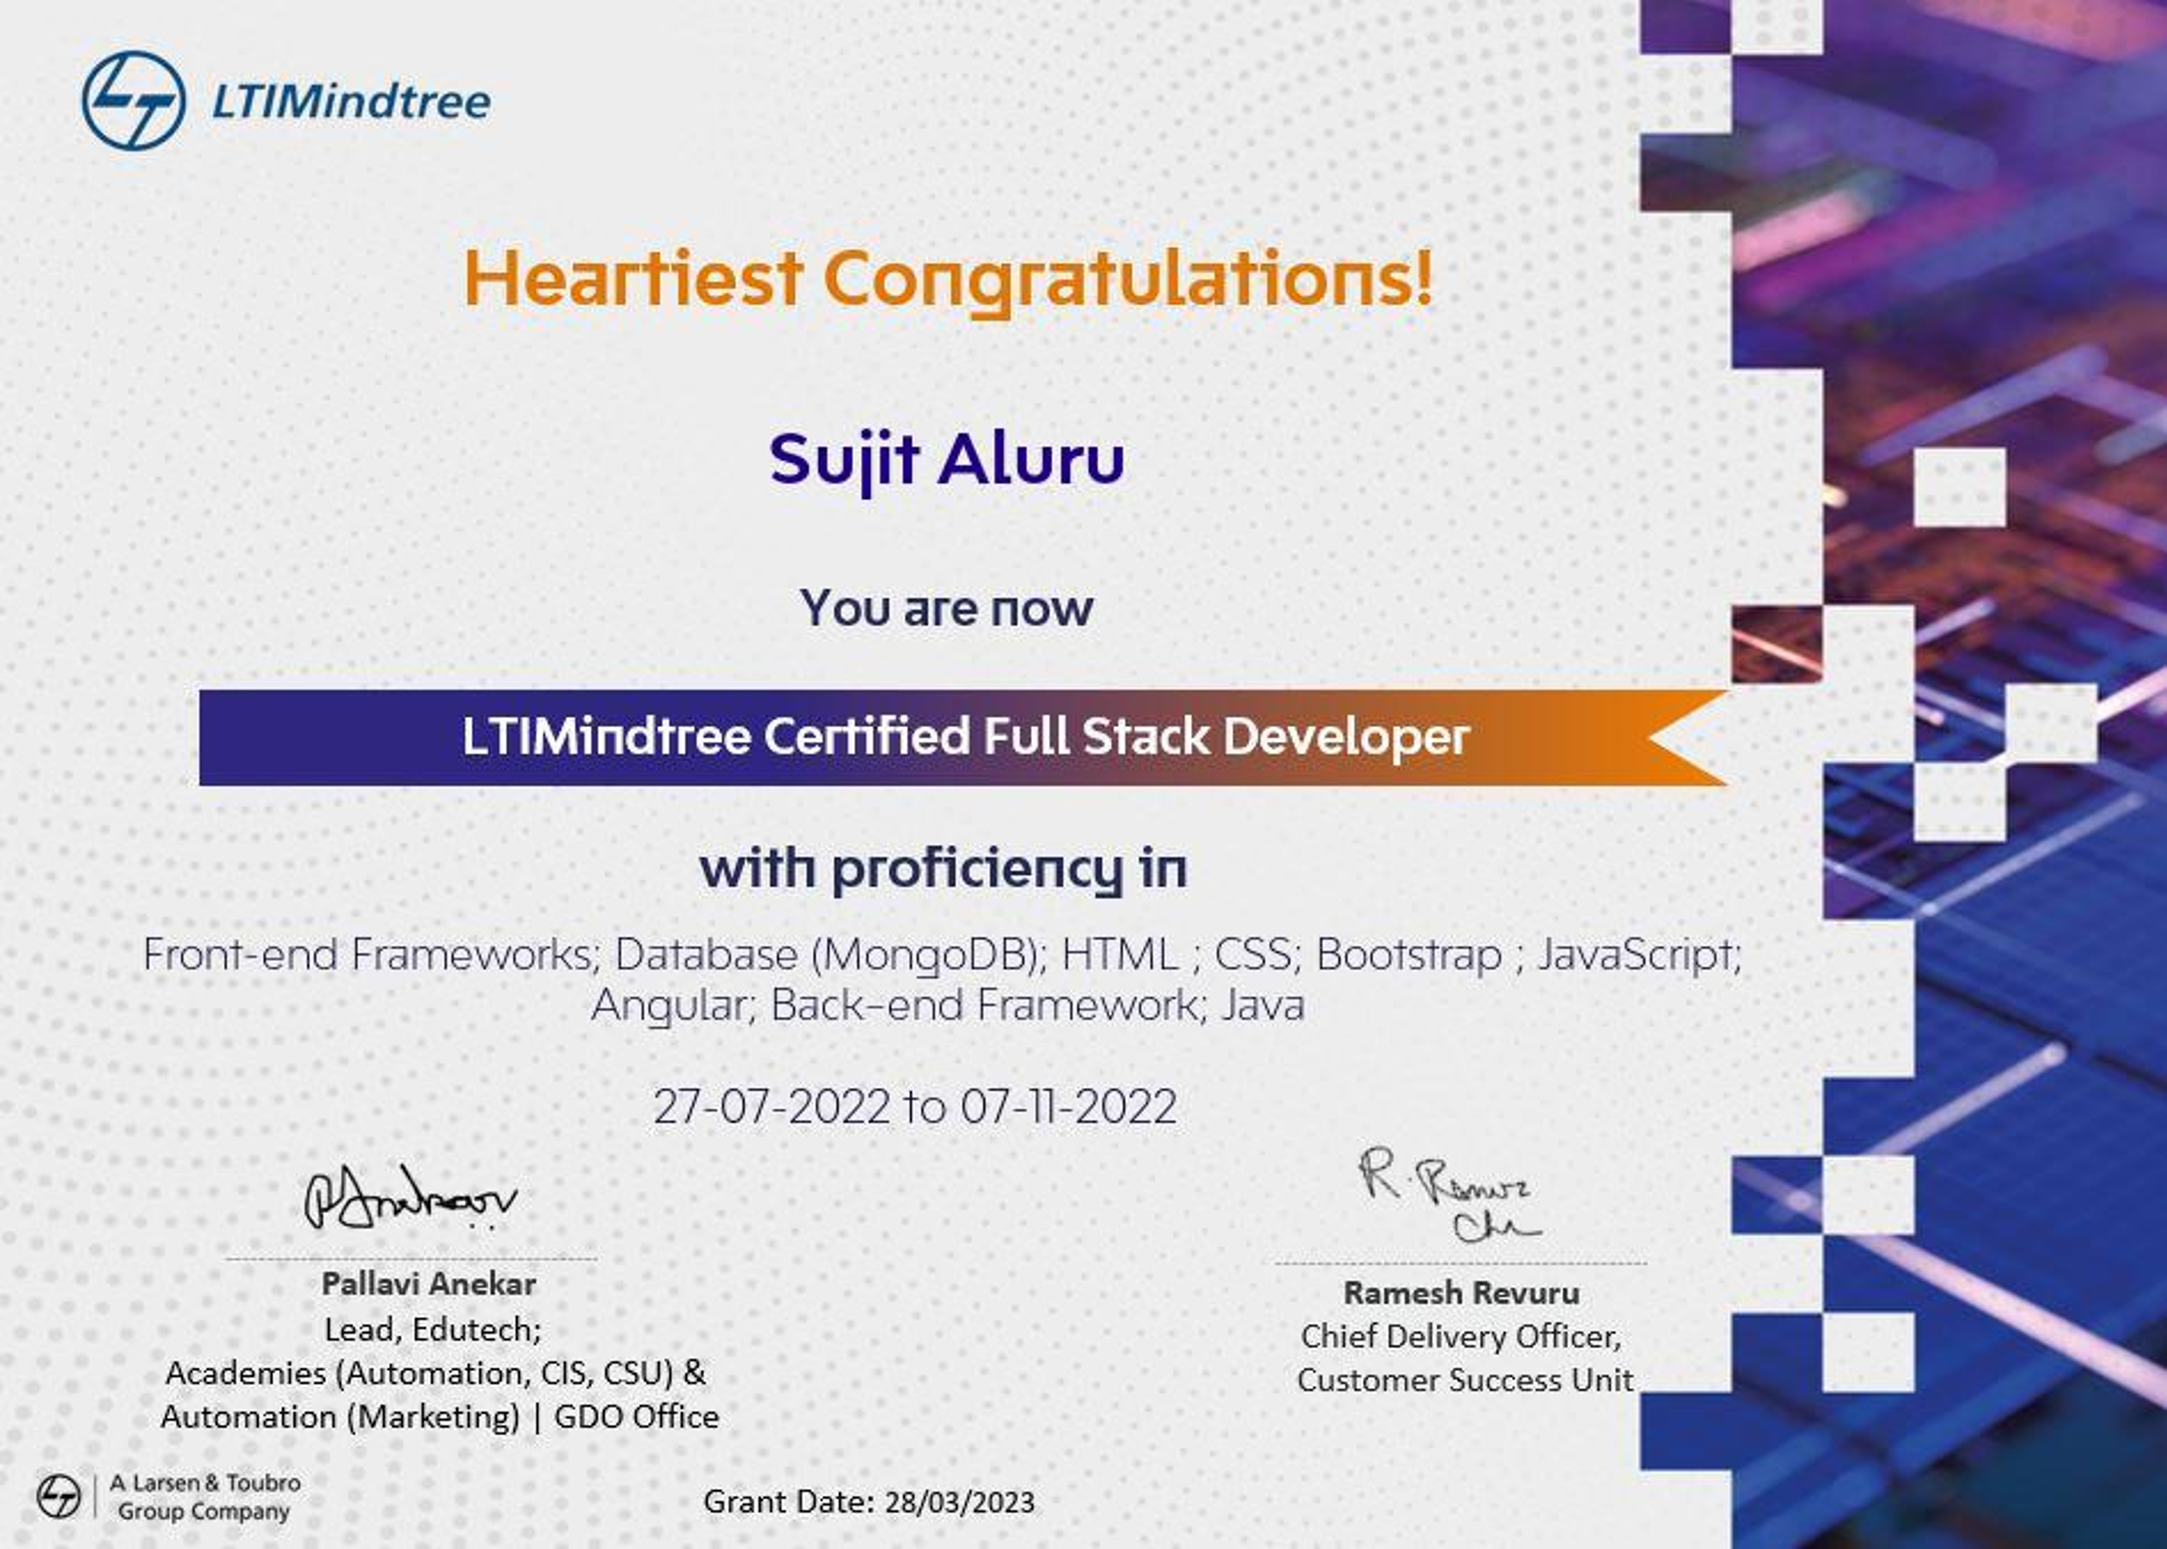 LTIMindtree
Heartiest Congratulations!
Sujit Aluru
You are now
LTIMindtree Certified Full Stack Developer
with proficiency in
Front-end Frameworks; Database (MongoDB); HTML ; CSS; Bootstrap ; JavaScript;
Angular; Back-end Framework; Java
27-07-2022 to 07-11-2022
Pallavi Anekar
Lead, Edutech;
Academies (Automation, CIS, CSU) &
Automation (Marketing) | GDO Office
Ramesh Revuru
Chief Delivery Officer,
Customer Success Unit
A Larsen & Toubro
Group Company
Grant Date: 28/03/2023